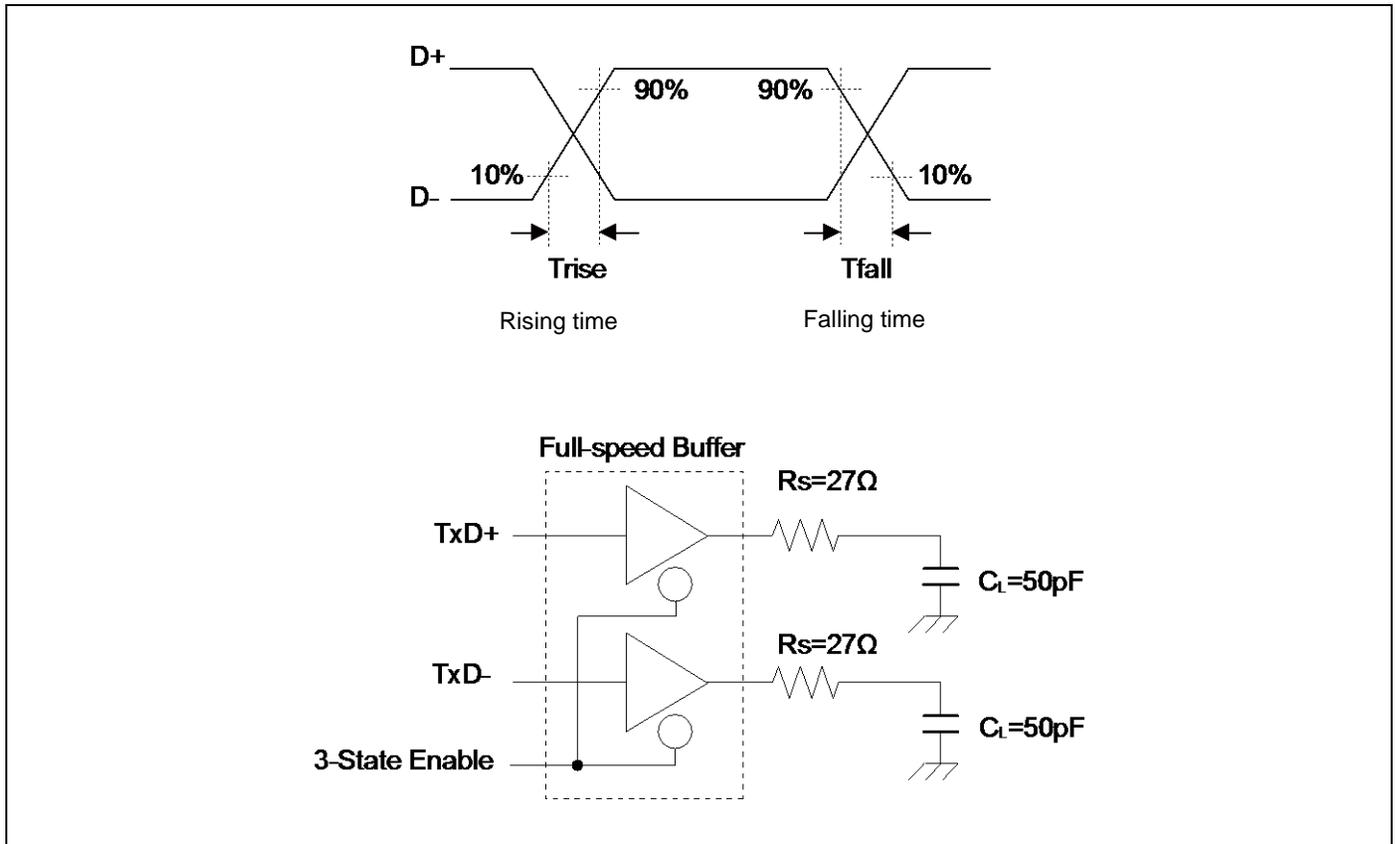 D+
90%
90%
10%
10%
D-
Trise
Tfall
Rising time
Falling time
Full-speed Buffer
Rs=27Ω
TxD+
CL=50pF
Rs=27Ω
TxD-
CL=50pF
3-State Enable